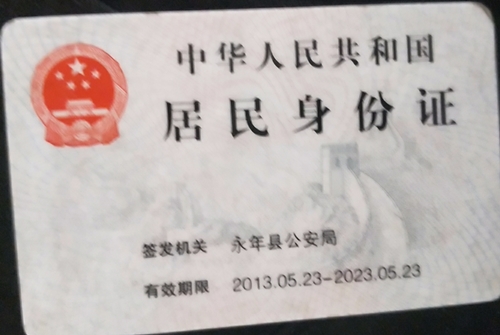 中华人民共和国
居民身份证
签发机关 永年县公安局
有效期限 2013.05.23-2023.05.23